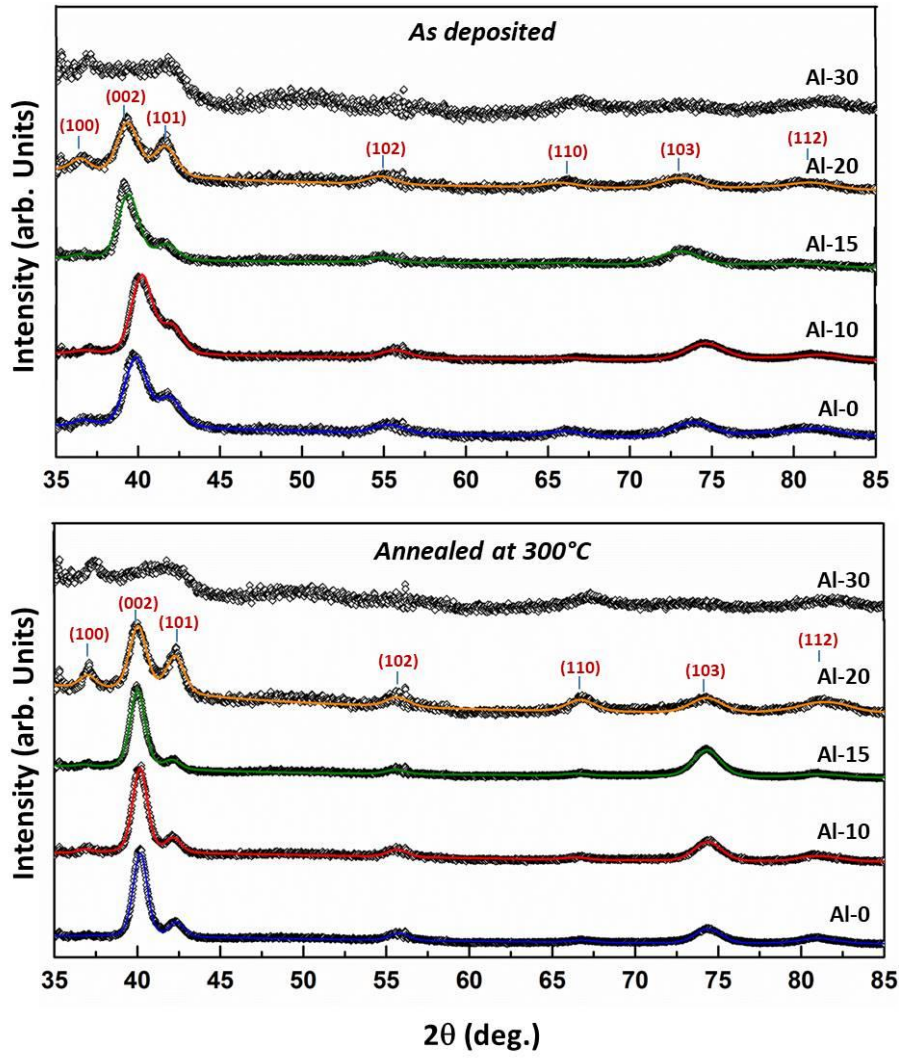 As deposited
Intensity (arb. Units)
Al-30
(100)
(002)
(101)
(102)
(110)
(103)
(112)
Al-20
Al-15
Al-10
Al-0
35 40 45 50 55 60 65 70 75 80 85
Annealed at 300°C
Intensity (arb. Units)
Al-30
(100)
(002)
(101)
(102)
(110)
(103)
(112)
Al-20
Al-15
Al-10
Al-0
35 40 45 50 55 60 65 70 75 80 85
2θ (deg.)